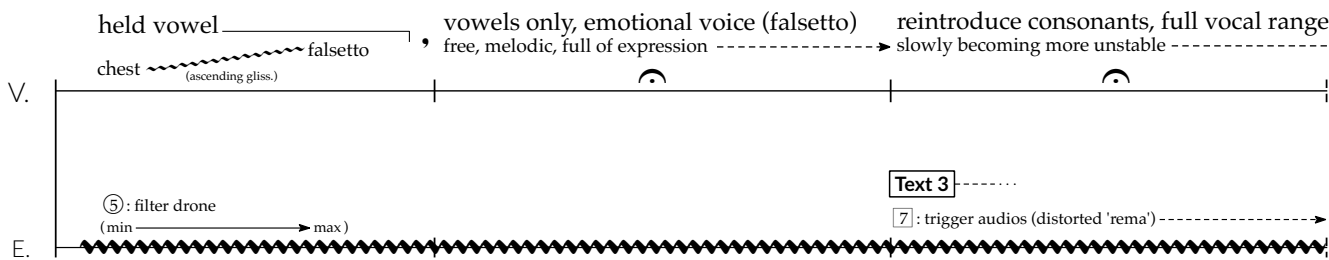 held vowel
,
vowels only, emotional voice (falsetto)
reintroduce consonants, full vocal range
free, melodic, full of expression
slowly becoming more unstable
chest
falsetto
(ascending gliss.)
V.
Text 3
5 : filter drone
(min
max)
7 : trigger audios (distorted 'rema')
E.